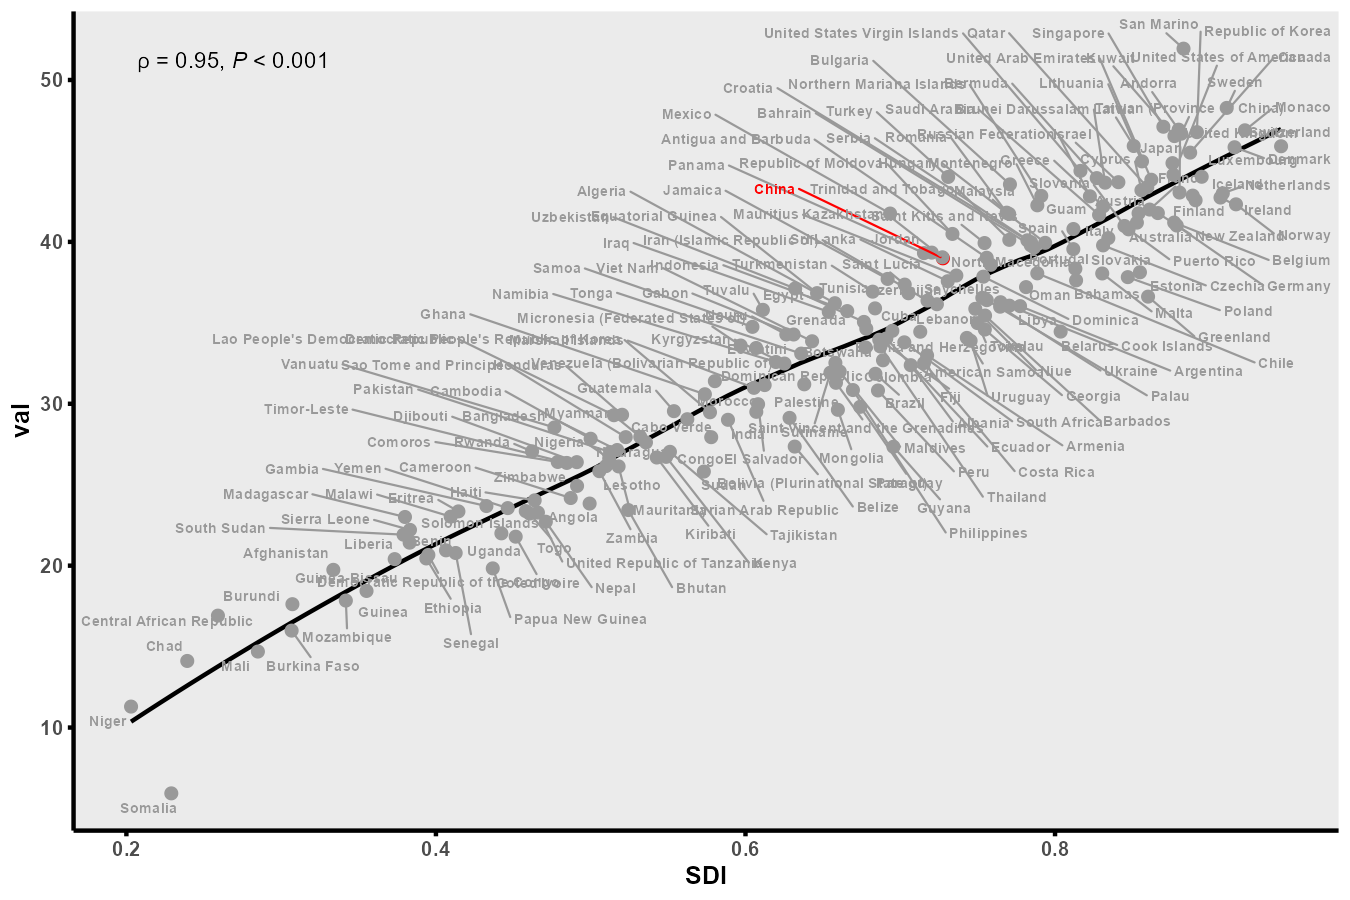 San Marino
United States Virgin Islands
Qatar
Singapore
Republic of Korea
ρ = 0.95, P < 0.001
Bulgaria
United Arab Emirates
Kuwait
United States of America
Canada
50
Croatia
Northern Mariana Islands
Bermuda
Lithuania
Andorra
Sweden
Mexico
Bahrain
Turkey
Saudi Arabia
Brunei Darussalam
Latvia
Taiwan (Province of China)
Monaco
Antigua and Barbuda
Serbia
Romania
Russian Federation
Israel
United Kingdom
Switzerland
Panama
Republic of Moldova
Hungary
Montenegro
Greece
Cyprus
Japan
Luxembourg
Denmark
Algeria
Jamaica
China
Trinidad and Tobago
Malaysia
Slovenia
Iceland
Netherlands
Uzbekistan
Equatorial Guinea
Mauritius
Kazakhstan
Saint Kitts and Nevis
Guam
Austria
Finland
Ireland
40
Iraq
Iran (Islamic Republic of)
Sri Lanka
Jordan
Spain
Italy
Australia
New Zealand
Norway
Samoa
Viet Nam
Indonesia
Turkmenistan
Saint Lucia
North Macedonia
Portugal
Slovakia
Puerto Rico
Belgium
Namibia
Tonga
Gabon
Tuvalu
Egypt
Tunisia
Azerbaijan
Seychelles
Oman
Bahamas
Estonia
Czechia
Germany
Ghana
Micronesia (Federated States of)
Nauru
Grenada
Cuba
Lebanon
Libya
Dominica
Malta
Poland
Lao People's Democratic Republic
Democratic People's Republic of Korea
Marshall Islands
Kyrgyzstan
Eswatini
Botswana
Bosnia and Herzegovina
Tokelau
Belarus
Cook Islands
Greenland
Vanuatu
Sao Tome and Principe
Honduras
Venezuela (Bolivarian Republic of)
Dominican Republic
Colombia
American Samoa
Niue
Ukraine
Argentina
Chile
Pakistan
Cambodia
Guatemala
Morocco
Palestine
Brazil
Fiji
Uruguay
Georgia
Palau
30
Timor-Leste
Djibouti
Bangladesh
Myanmar
Cabo Verde
India
Saint Vincent and the Grenadines
Suriname
Albania
South Africa
Barbados
Comoros
Rwanda
Nigeria
Nicaragua
Congo
El Salvador
Mongolia
Maldives
Ecuador
Armenia
Gambia
Yemen
Cameroon
Zimbabwe
Lesotho
Sudan
Bolivia (Plurinational State of)
Paraguay
Peru
Costa Rica
Madagascar
Malawi
Eritrea
Haiti
Angola
Mauritania
Syrian Arab Republic
Belize
Guyana
Thailand
South Sudan
Sierra Leone
Solomon Islands
Zambia
Kiribati
Tajikistan
Philippines
Afghanistan
Liberia
Benin
Uganda
Togo
United Republic of Tanzania
Kenya
20
Guinea-Bissau
Democratic Republic of the Congo
Côte d'Ivoire
Nepal
Bhutan
Burundi
Guinea
Ethiopia
Papua New Guinea
Central African Republic
Mozambique
Senegal
Chad
Mali
Burkina Faso
Niger
10
Somalia
0.2
0.4
0.6
0.8
SDI
val